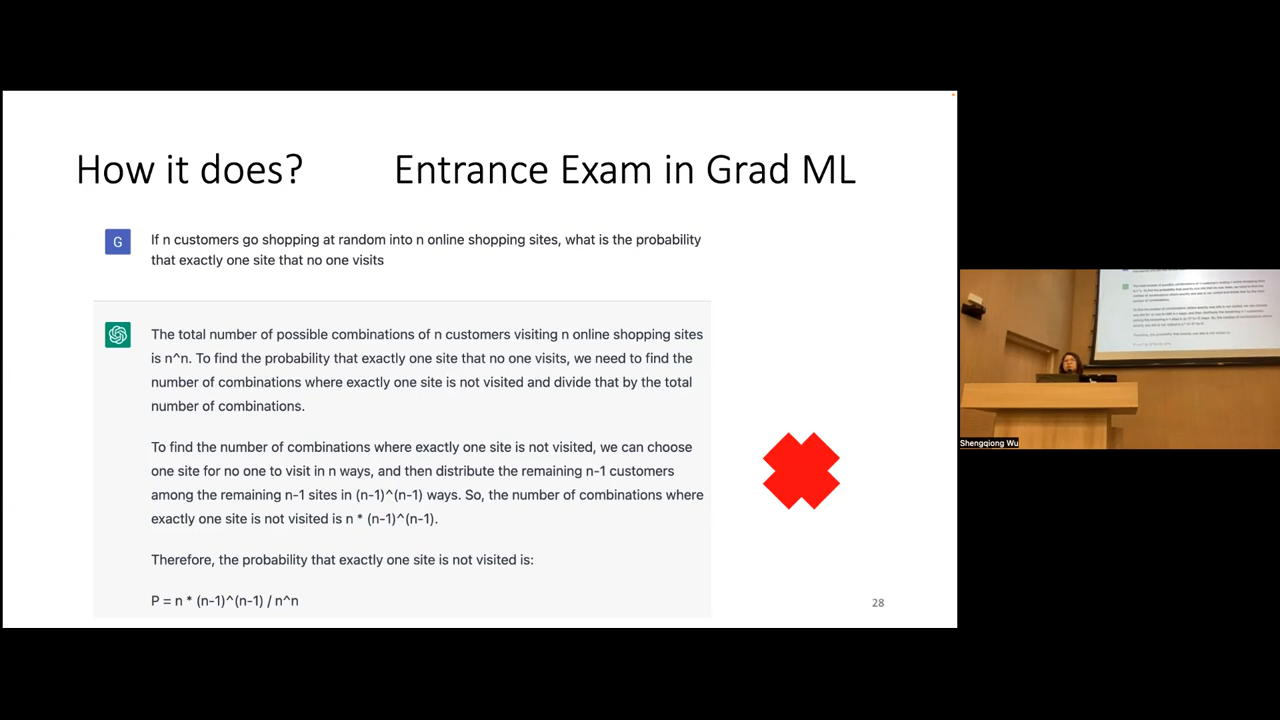 How it does? Entrance Exam in Grad ML
G
If n customers go shopping at random into n online shopping sites, what is the probability
that exactly one site that no one visits
The total number of possible combinations of n customers visiting n online shopping sites
is n^n. To find the probability that exactly one site that no one visits, we need to find the
number of combinations where exactly one site is not visited and divide that by the total
number of combinations.
To find the number of combinations where exactly one site is not visited, we can choose
one site for no one to visit in n ways, and then distribute the remaining n-1 customers
among the remaining n-1 sites in (n-1)^(n-1) ways. So, the number of combinations where
exactly one site is not visited is n * (n-1)^(n-1).
Therefore, the probability that exactly one site is not visited is:
P = n * (n-1)^(n-1) / n^n
28
Shengqiong Wu